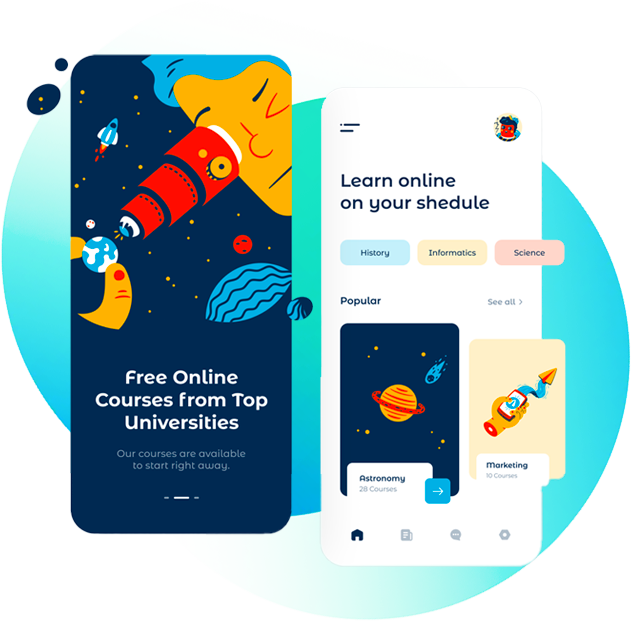 Free Online
Courses from Top
Universities
Our courses are available
to start right away.
Learn online
on your shedule
History
Informatics
Science
Popular
See all
Astronomy
28 Courses
Marketing
10 Courses